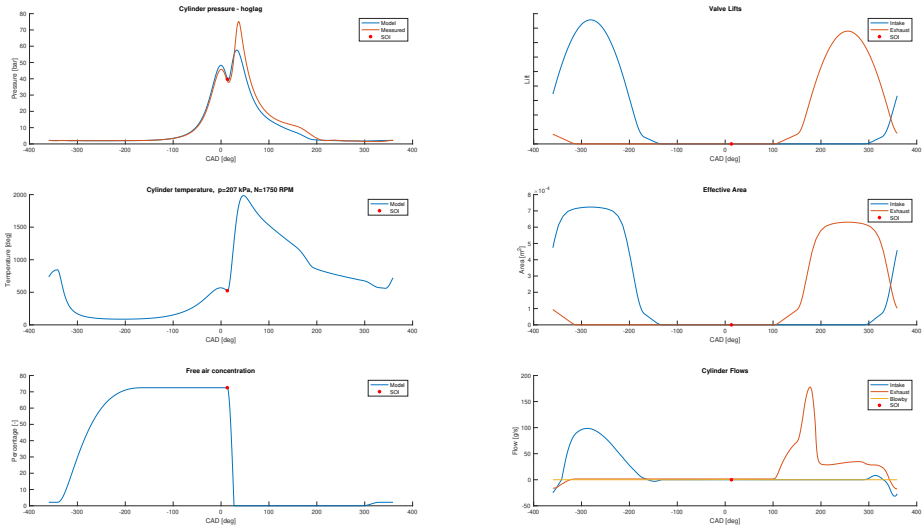 Cylinder pressure - hoglag
Pressure [bar]
80
70
60
50
40
30
20
10
0
-400 -300 -200 -100 0 100 200 300 400
CAD [deg]
Model
Measured
SOI
Valve Lifts
Lift
-400 -300 -200 -100 0 100 200 300 400
CAD [deg]
Intake
Exhaust
SOI
Cylinder temperature, p=207 kPa, N=1750 RPM
Temperature [deg]
2000
1500
1000
500
0
-400 -300 -200 -100 0 100 200 300 400
CAD [deg]
Model
SOI
Effective Area
×10⁻⁴
Area [m²]
8
7
6
5
4
3
2
1
0
-400 -300 -200 -100 0 100 200 300 400
CAD [deg]
Intake
Exhaust
SOI
Free air concentration
Percentage [-]
80
70
60
50
40
30
20
10
0
-400 -300 -200 -100 0 100 200 300 400
CAD [deg]
Model
SOI
Cylinder Flows
Flow [g/s]
200
150
100
50
0
-50
-400 -300 -200 -100 0 100 200 300 400
CAD [deg]
Intake
Exhaust
Blowby
SOI